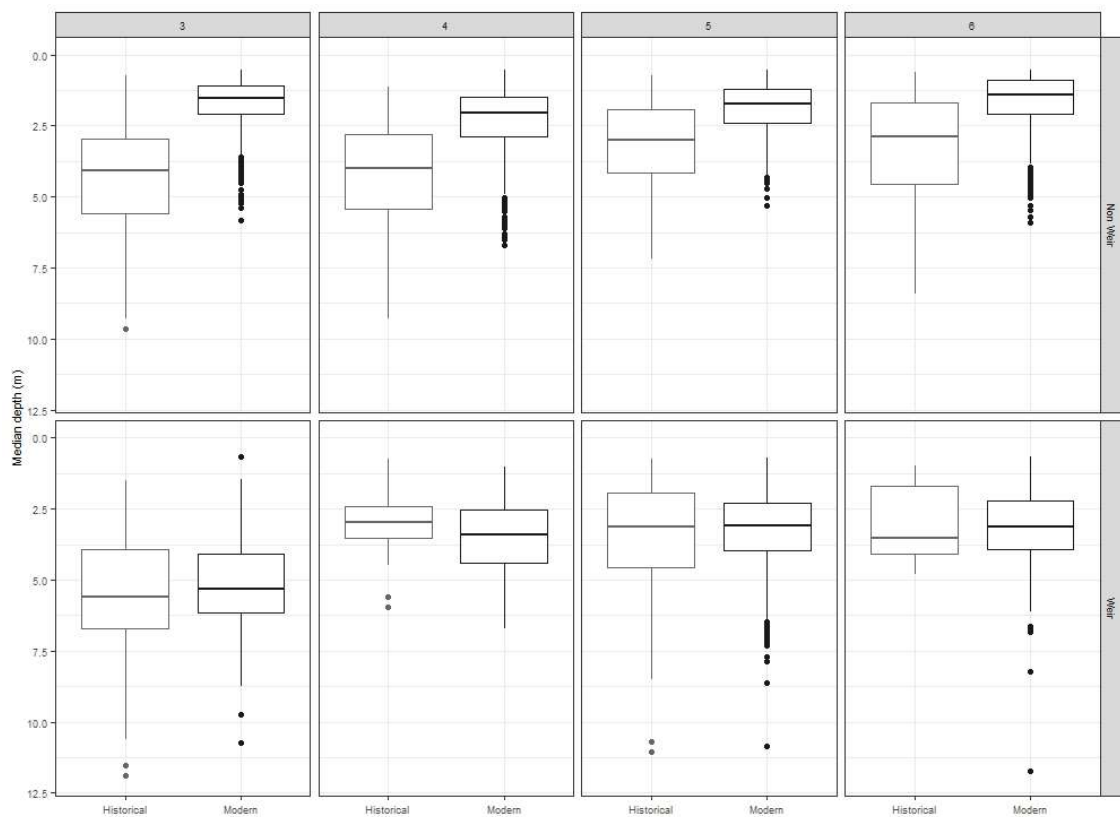 3 4 5 6
0.0
2.5
5.0
7.5
10.0
12.5
Non Weir
Median depth (m)
0.0
2.5
5.0
7.5
10.0
12.5
Weir
Historical Modern Historical Modern Historical Modern Historical Modern